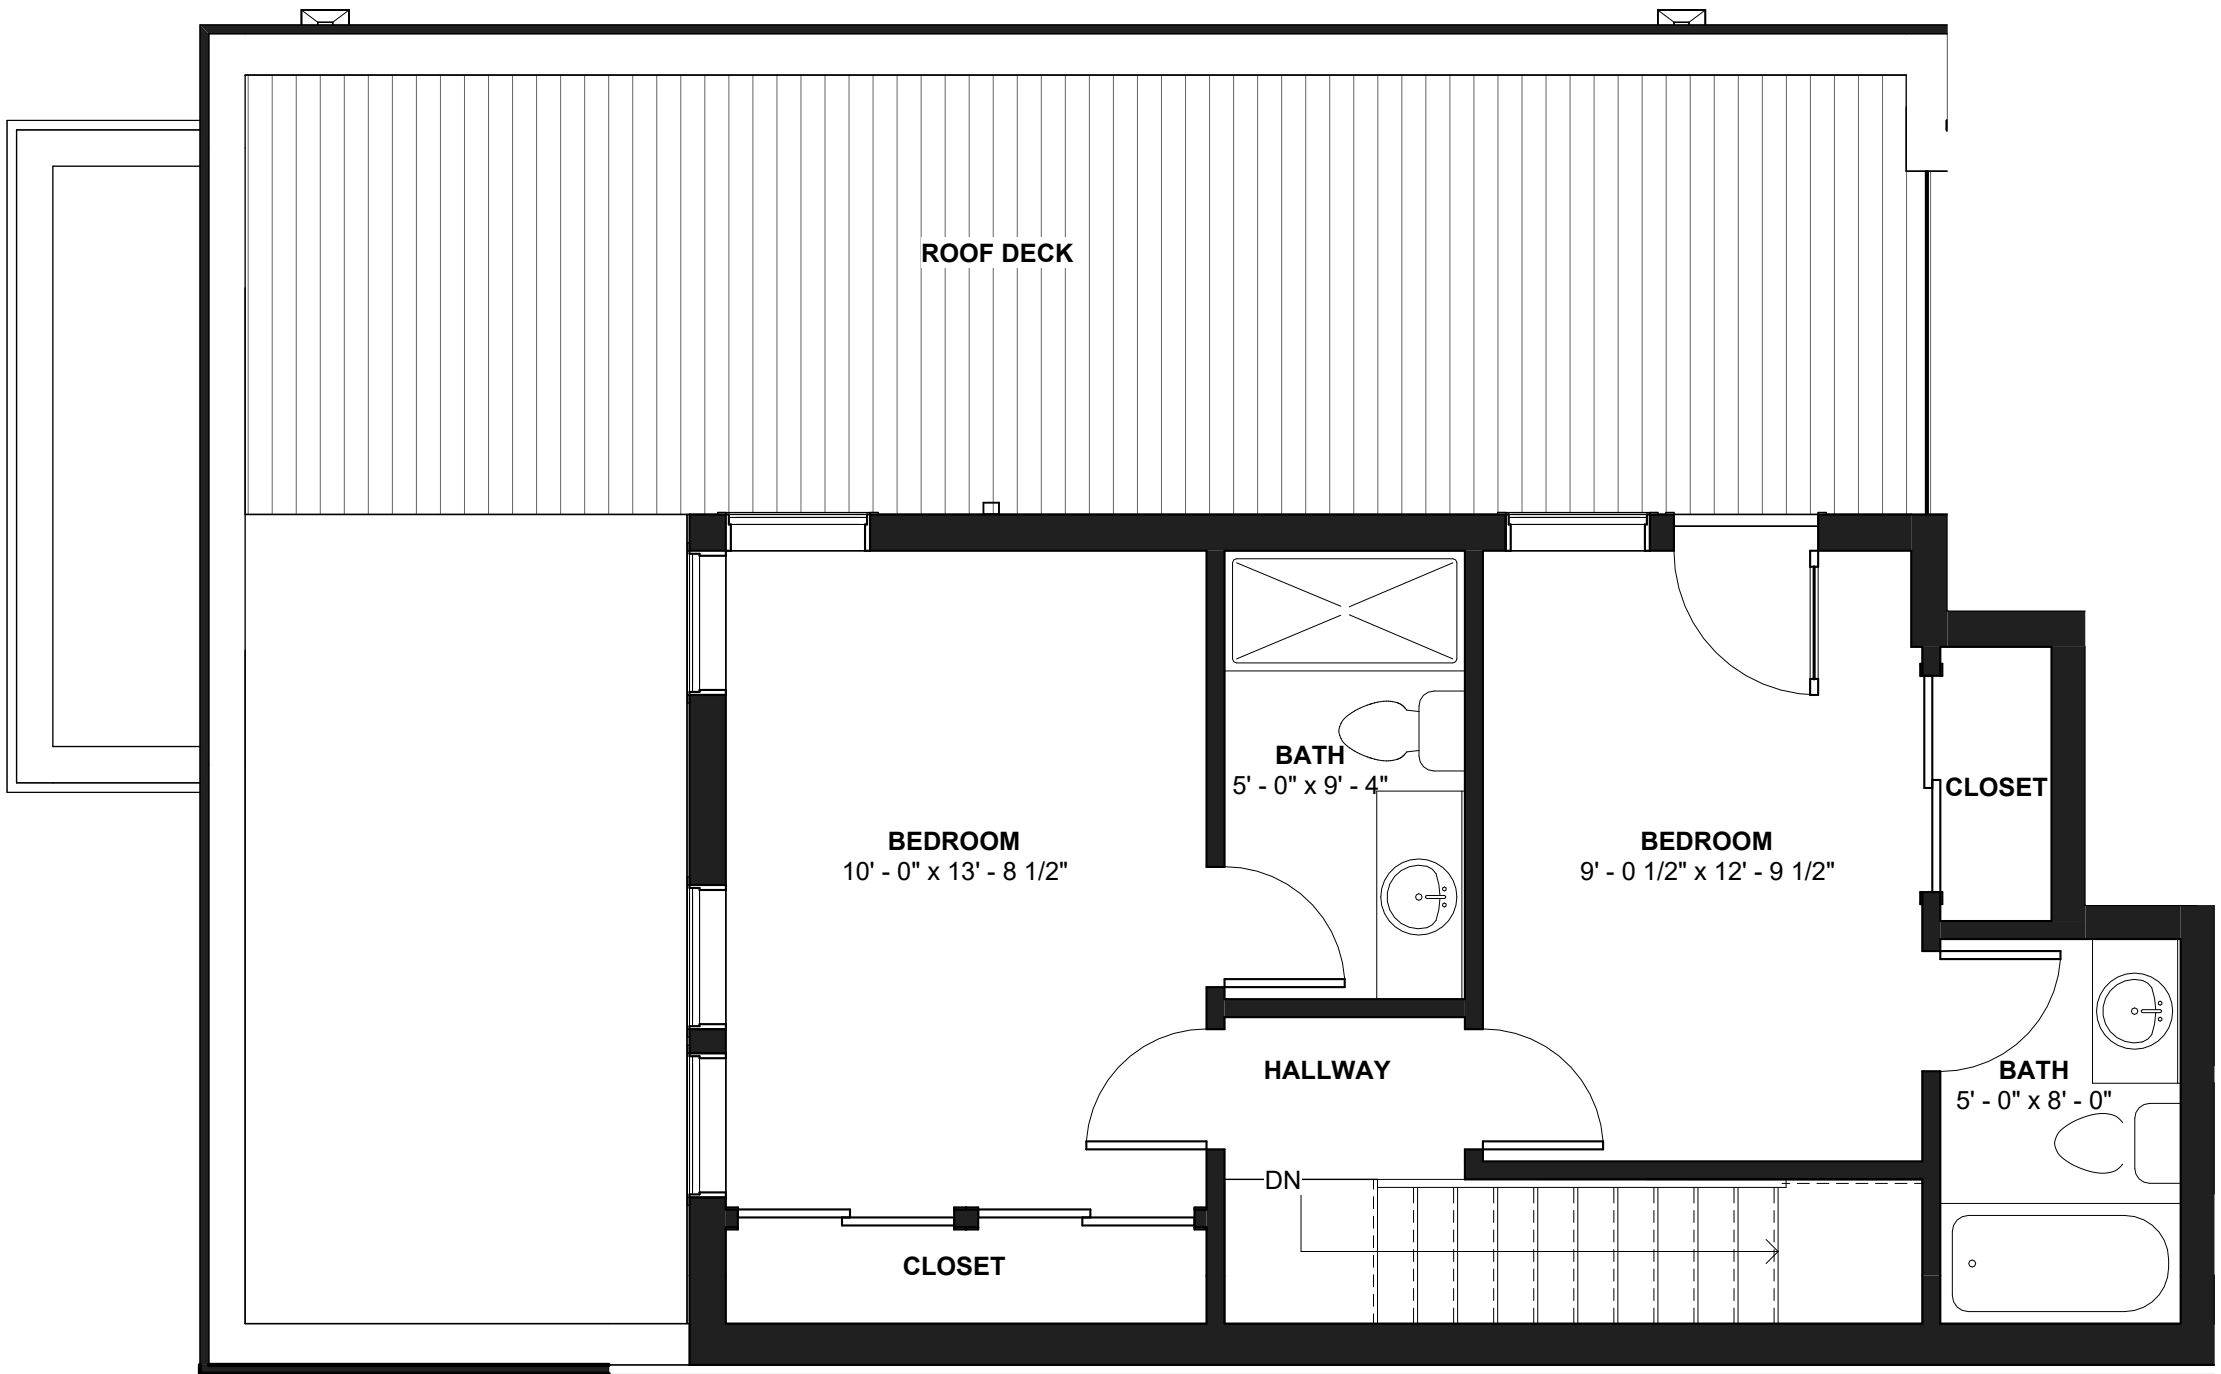 ROOF DECK
BATH
5' - 0" x 9' - 4"
CLOSET
BEDROOM
10' - 0" x 13' - 8 1/2"
BEDROOM
9' - 0 1/2" x 12' - 9 1/2"
HALLWAY
BATH
5' - 0" x 8' - 0"
DN
CLOSET